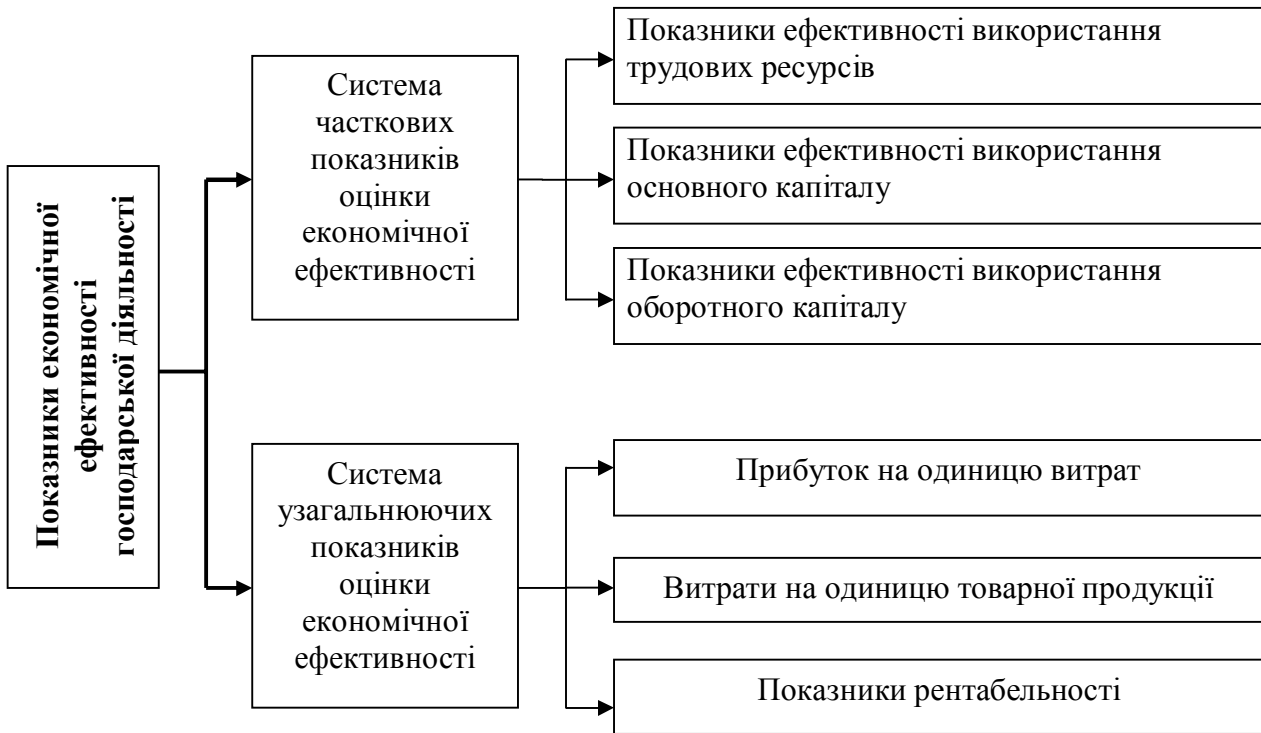 Показники економічної
ефективності
господарської діяльності
Система
часткових
показників
оцінки
економічної
ефективності
Показники ефективності використання
трудових ресурсів
Показники ефективності використання
основного капіталу
Показники ефективності використання
оборотного капіталу
Система
узагальнюючих
показників
оцінки
економічної
ефективності
Прибуток на одиницю витрат
Витрати на одиницю товарної продукції
Показники рентабельності